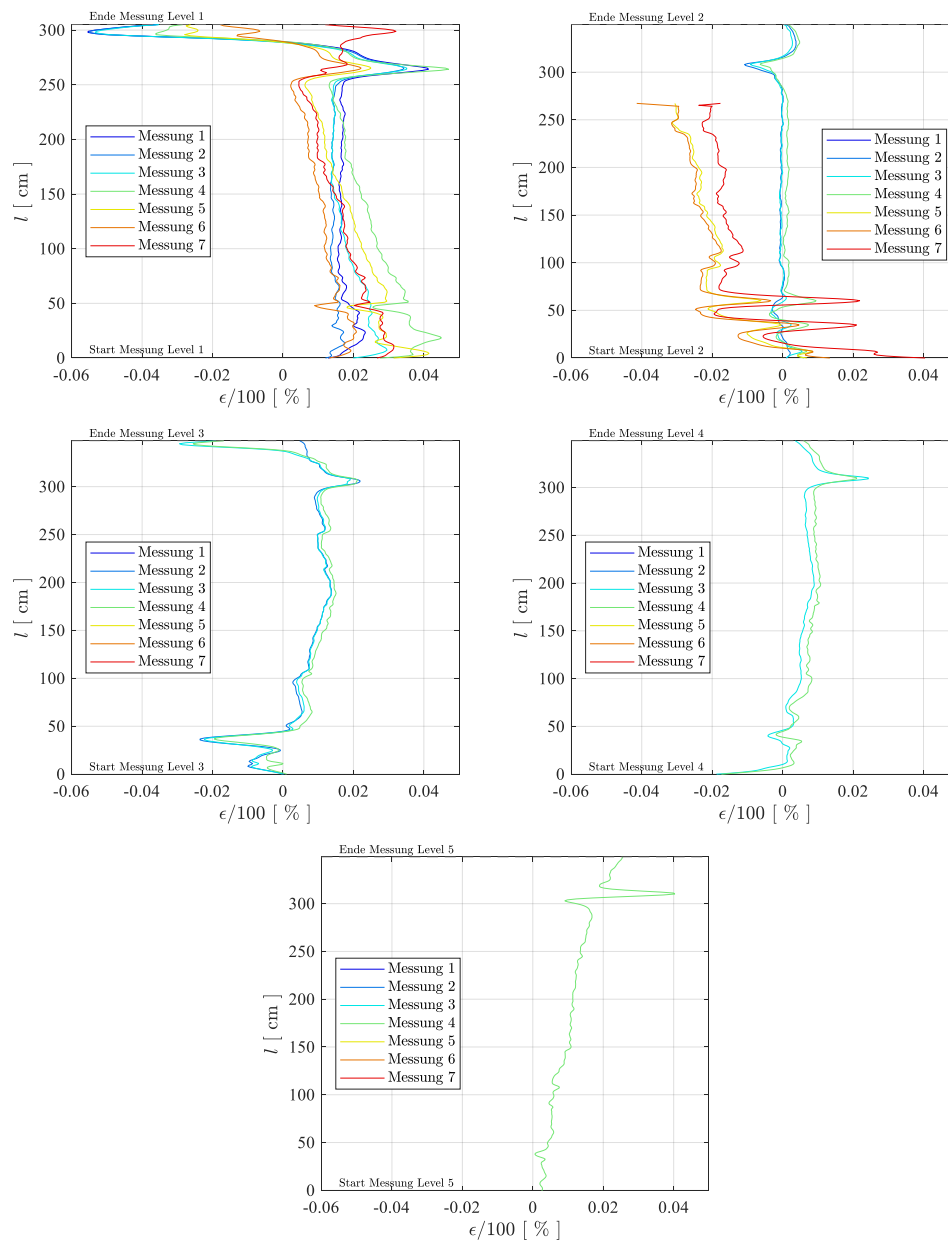 Ende Messung Level 1
300
250
200
150
100
50
0
l [ cm ]
Messung 1
Messung 2
Messung 3
Messung 4
Messung 5
Messung 6
Messung 7
Start Messung Level 1
-0.06 -0.04 -0.02 0 0.02 0.04
ϵ/100 [ % ]
Ende Messung Level 2
300
250
200
150
100
50
0
l [ cm ]
Messung 1
Messung 2
Messung 3
Messung 4
Messung 5
Messung 6
Messung 7
Start Messung Level 2
-0.06 -0.04 -0.02 0 0.02 0.04
ϵ/100 [ % ]
Ende Messung Level 3
300
250
200
150
100
50
0
l [ cm ]
Messung 1
Messung 2
Messung 3
Messung 4
Messung 5
Messung 6
Messung 7
Start Messung Level 3
-0.06 -0.04 -0.02 0 0.02 0.04
ϵ/100 [ % ]
Ende Messung Level 4
300
250
200
150
100
50
0
l [ cm ]
Messung 1
Messung 2
Messung 3
Messung 4
Messung 5
Messung 6
Messung 7
Start Messung Level 4
-0.06 -0.04 -0.02 0 0.02 0.04
ϵ/100 [ % ]
Ende Messung Level 5
300
250
200
150
100
50
0
l [ cm ]
Messung 1
Messung 2
Messung 3
Messung 4
Messung 5
Messung 6
Messung 7
Start Messung Level 5
-0.06 -0.04 -0.02 0 0.02 0.04
ϵ/100 [ % ]